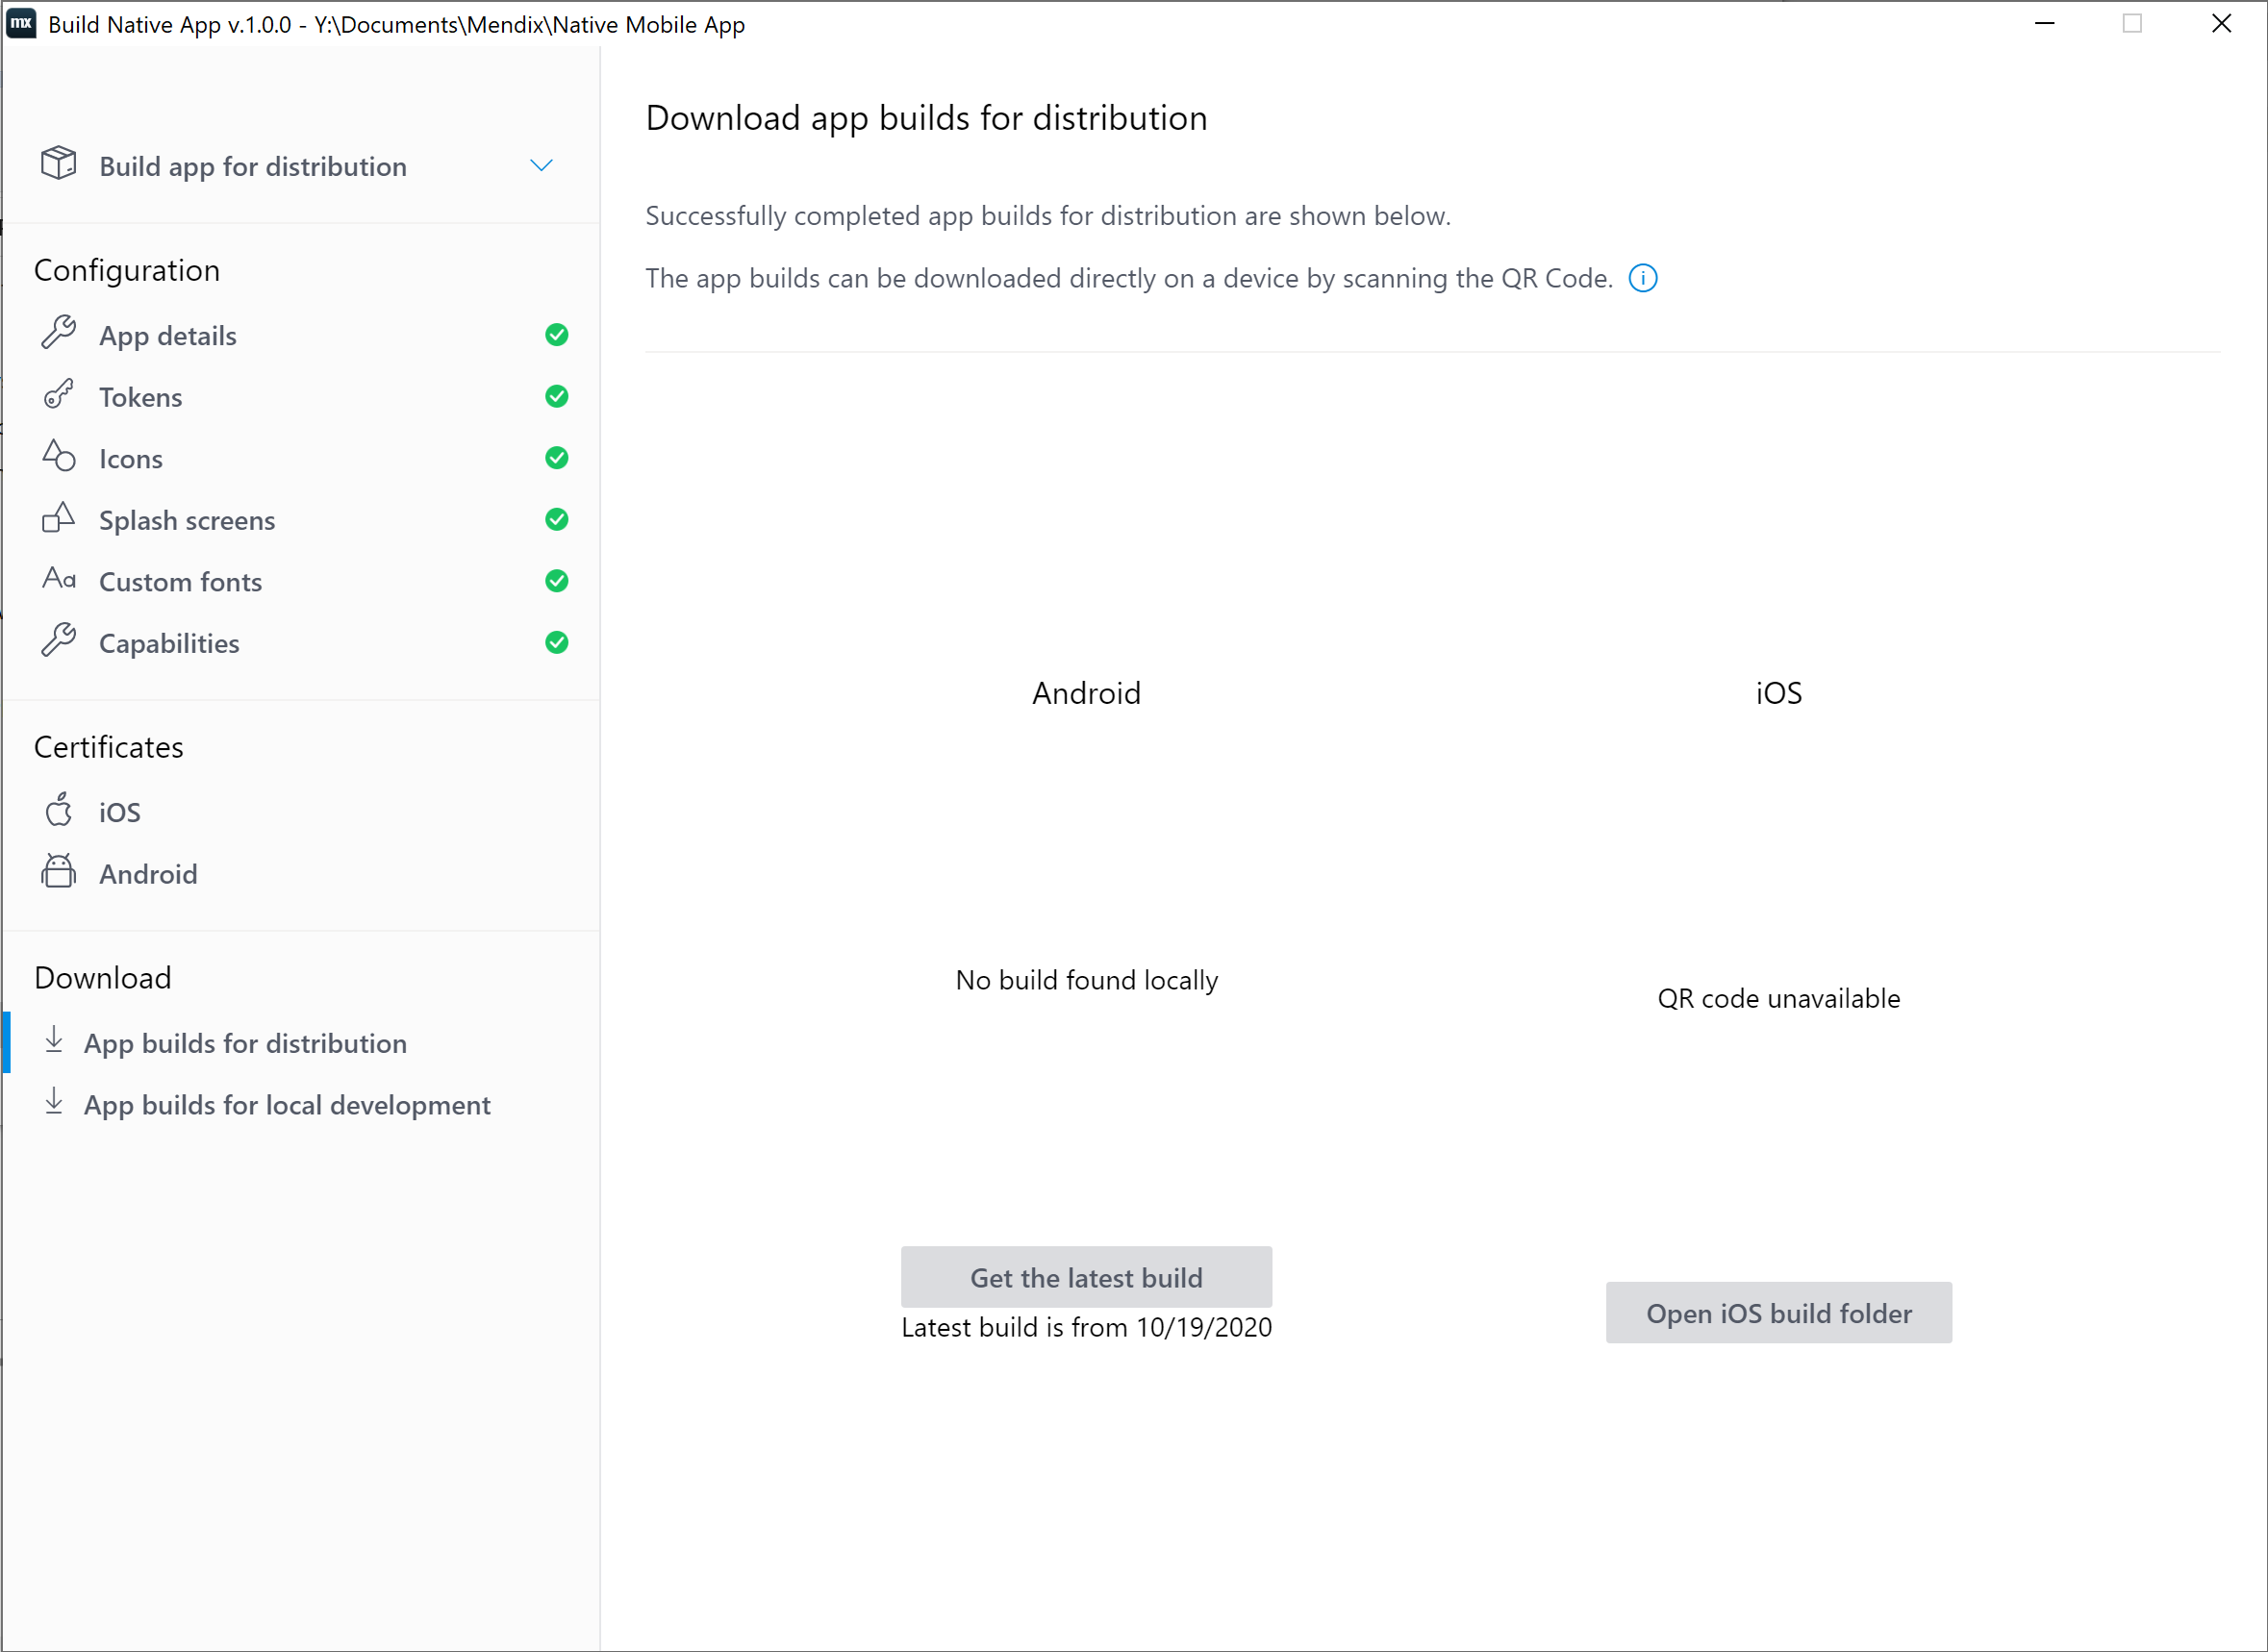 mx Build Native App v.1.0.0 - Y:\Documents\Mendix\Native Mobile App
Build app for distribution
Configuration
App details
Tokens
Icons
Splash screens
Aa Custom fonts
Capabilities
Certificates
iOS
Android
Download
App builds for distribution
App builds for local development
Download app builds for distribution
Successfully completed app builds for distribution are shown below.
The app builds can be downloaded directly on a device by scanning the QR Code.
Android
No build found locally
Get the latest build
Latest build is from 10/19/2020
iOS
QR code unavailable
Open iOS build folder